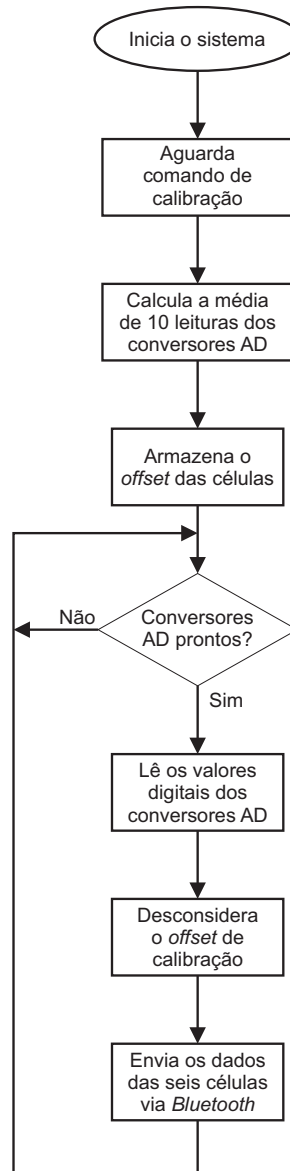 Inicia o sistema
Aguarda
comando de
calibração
Calcula a média
de 10 leituras dos
conversores AD
Armazena o
offset das células
Não
Conversores
AD prontos?
Sim
Lê os valores
digitais dos
conversores AD
Desconsidera
o offset de
calibração
Envia os dados
das seis células
via Bluetooth